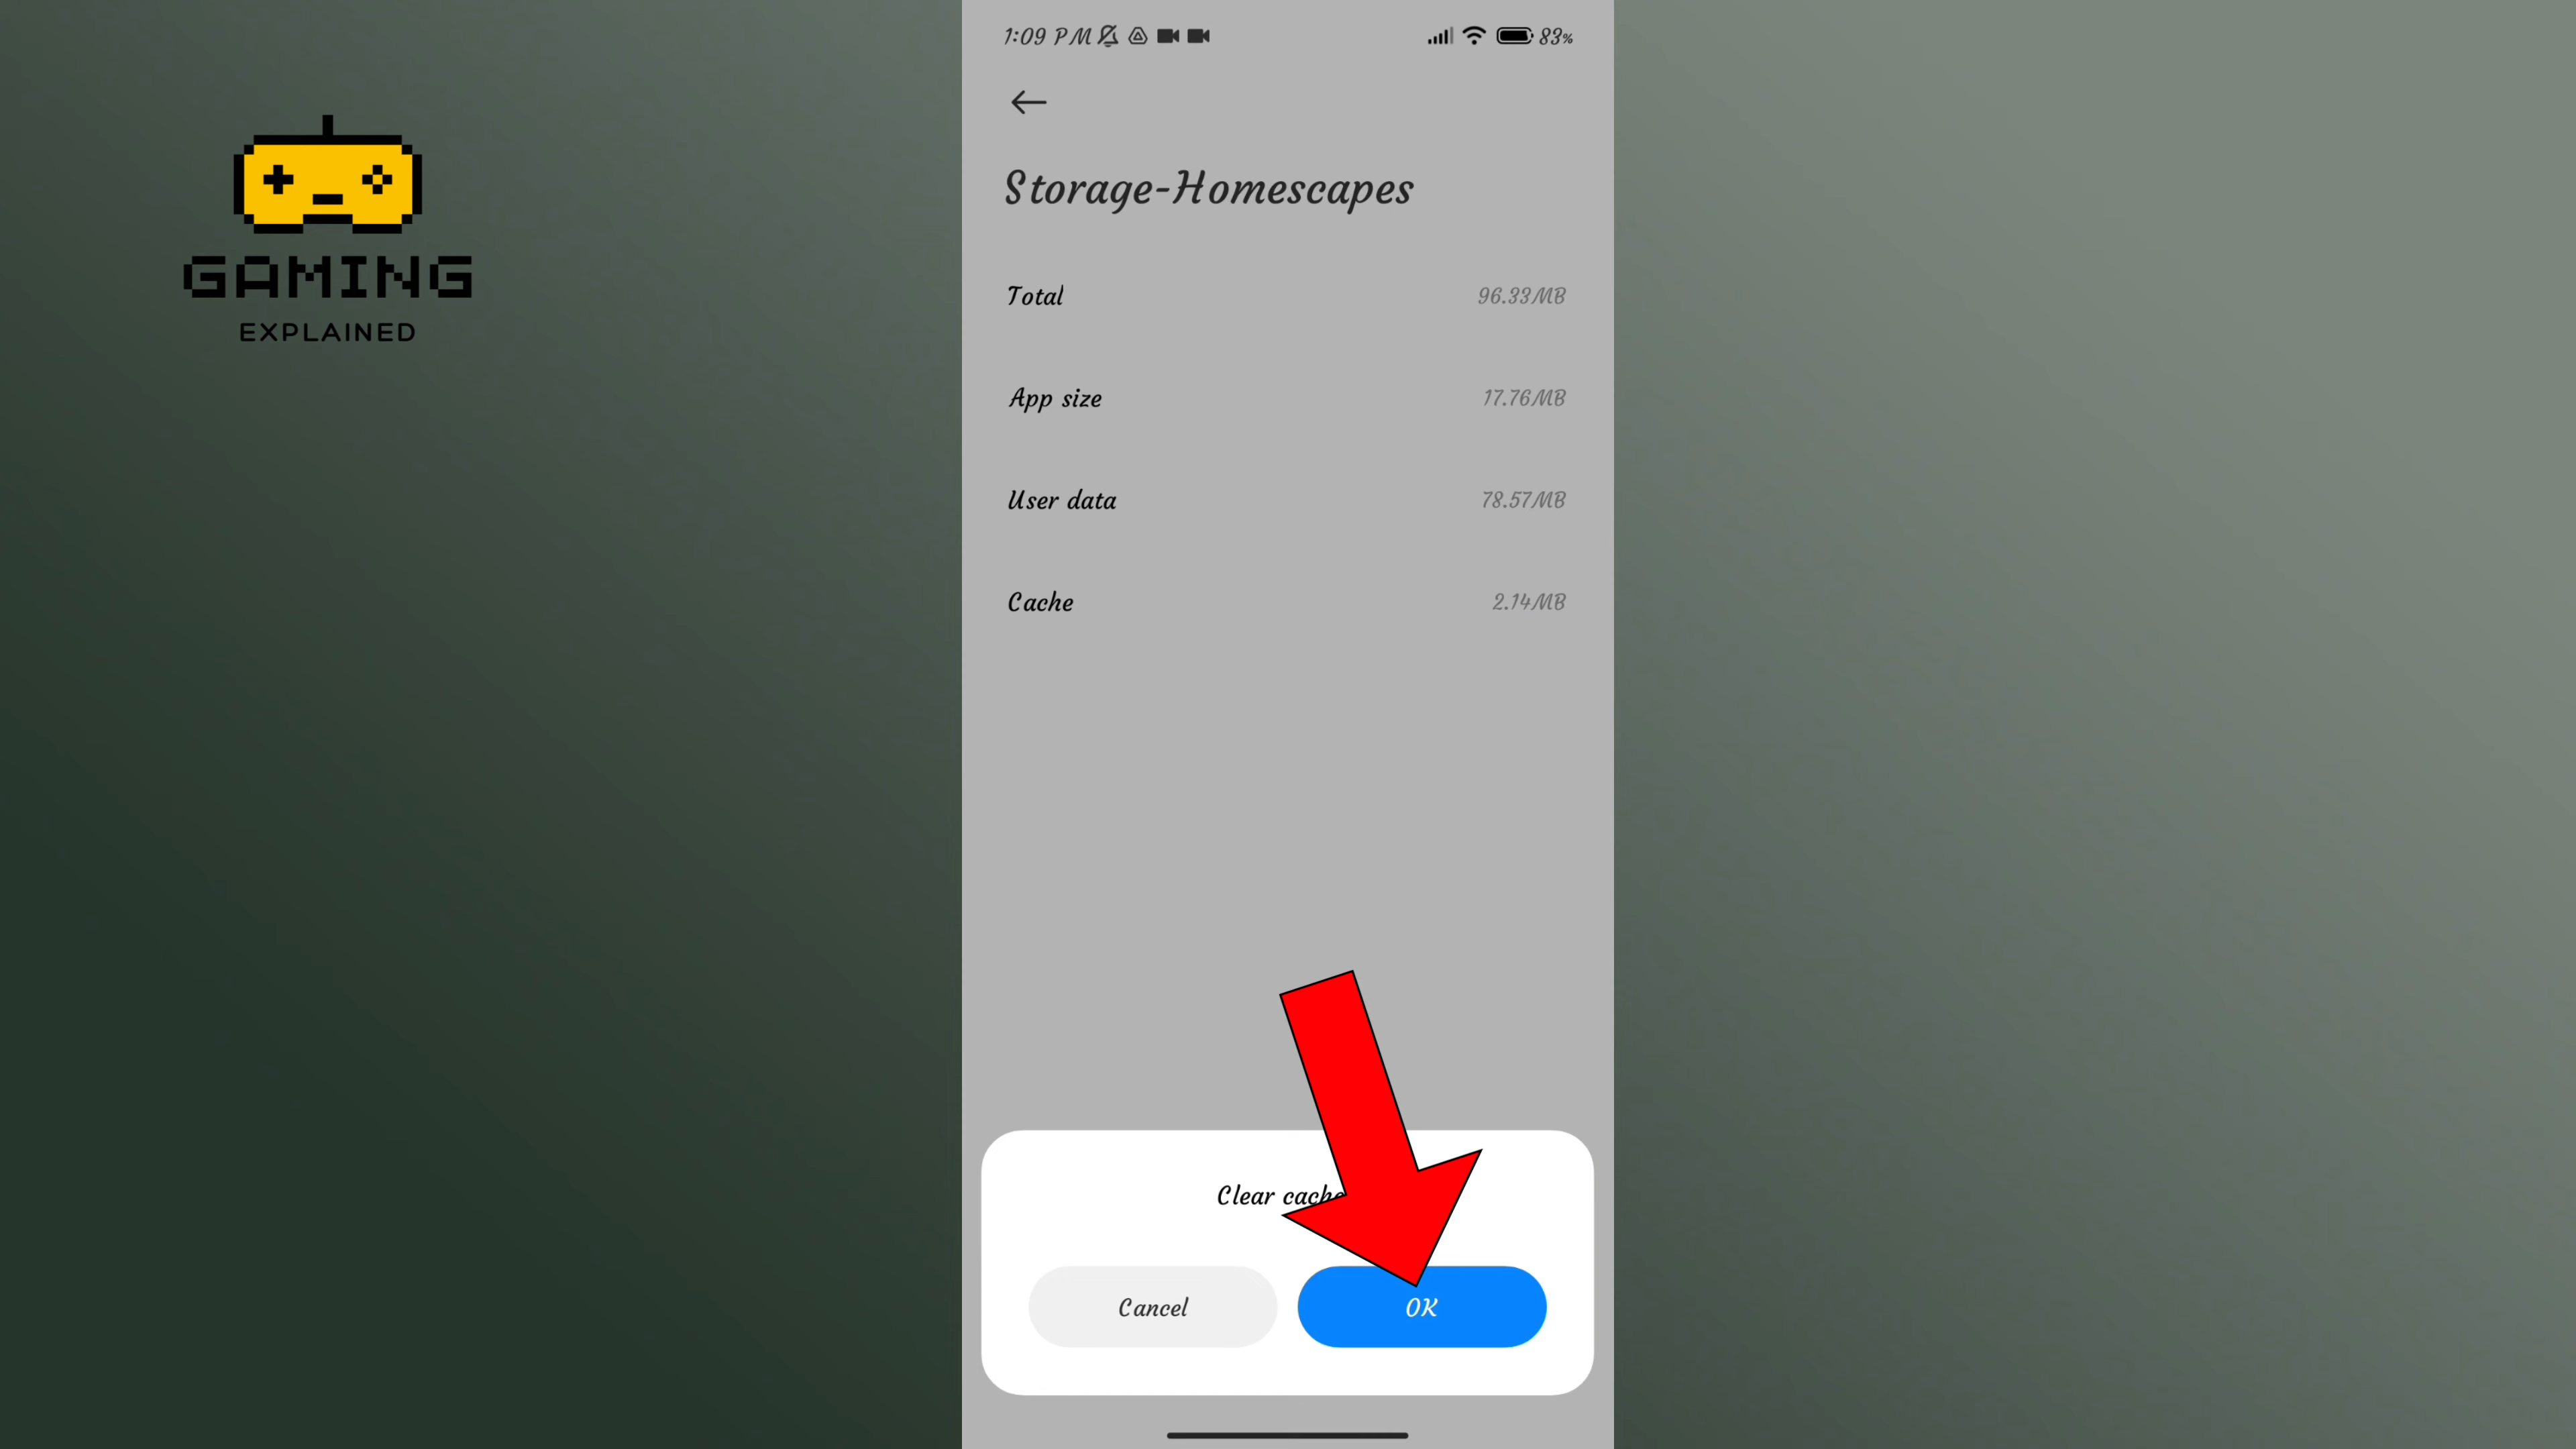 GAMING
EXPLAINED
1:09 PM
83%
Storage-Homescapes
Total 96.33MB
App size 17.76MB
User data 78.57MB
Cache 2.14MB
Clear cache
Cancel OK